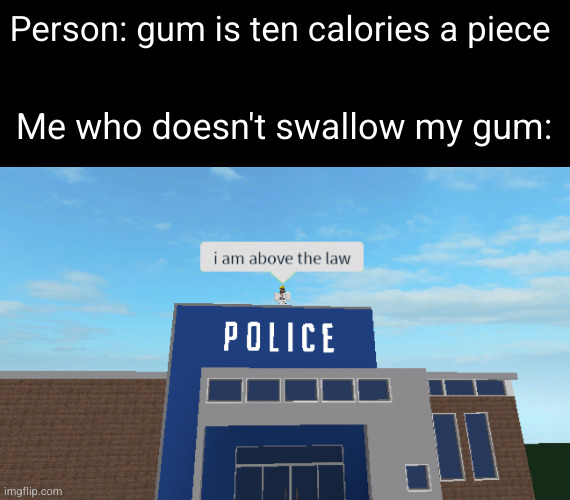 Person: gum is ten calories a piece
Me who doesn't swallow my gum:
i am above the law
POLICE
imgflip.com